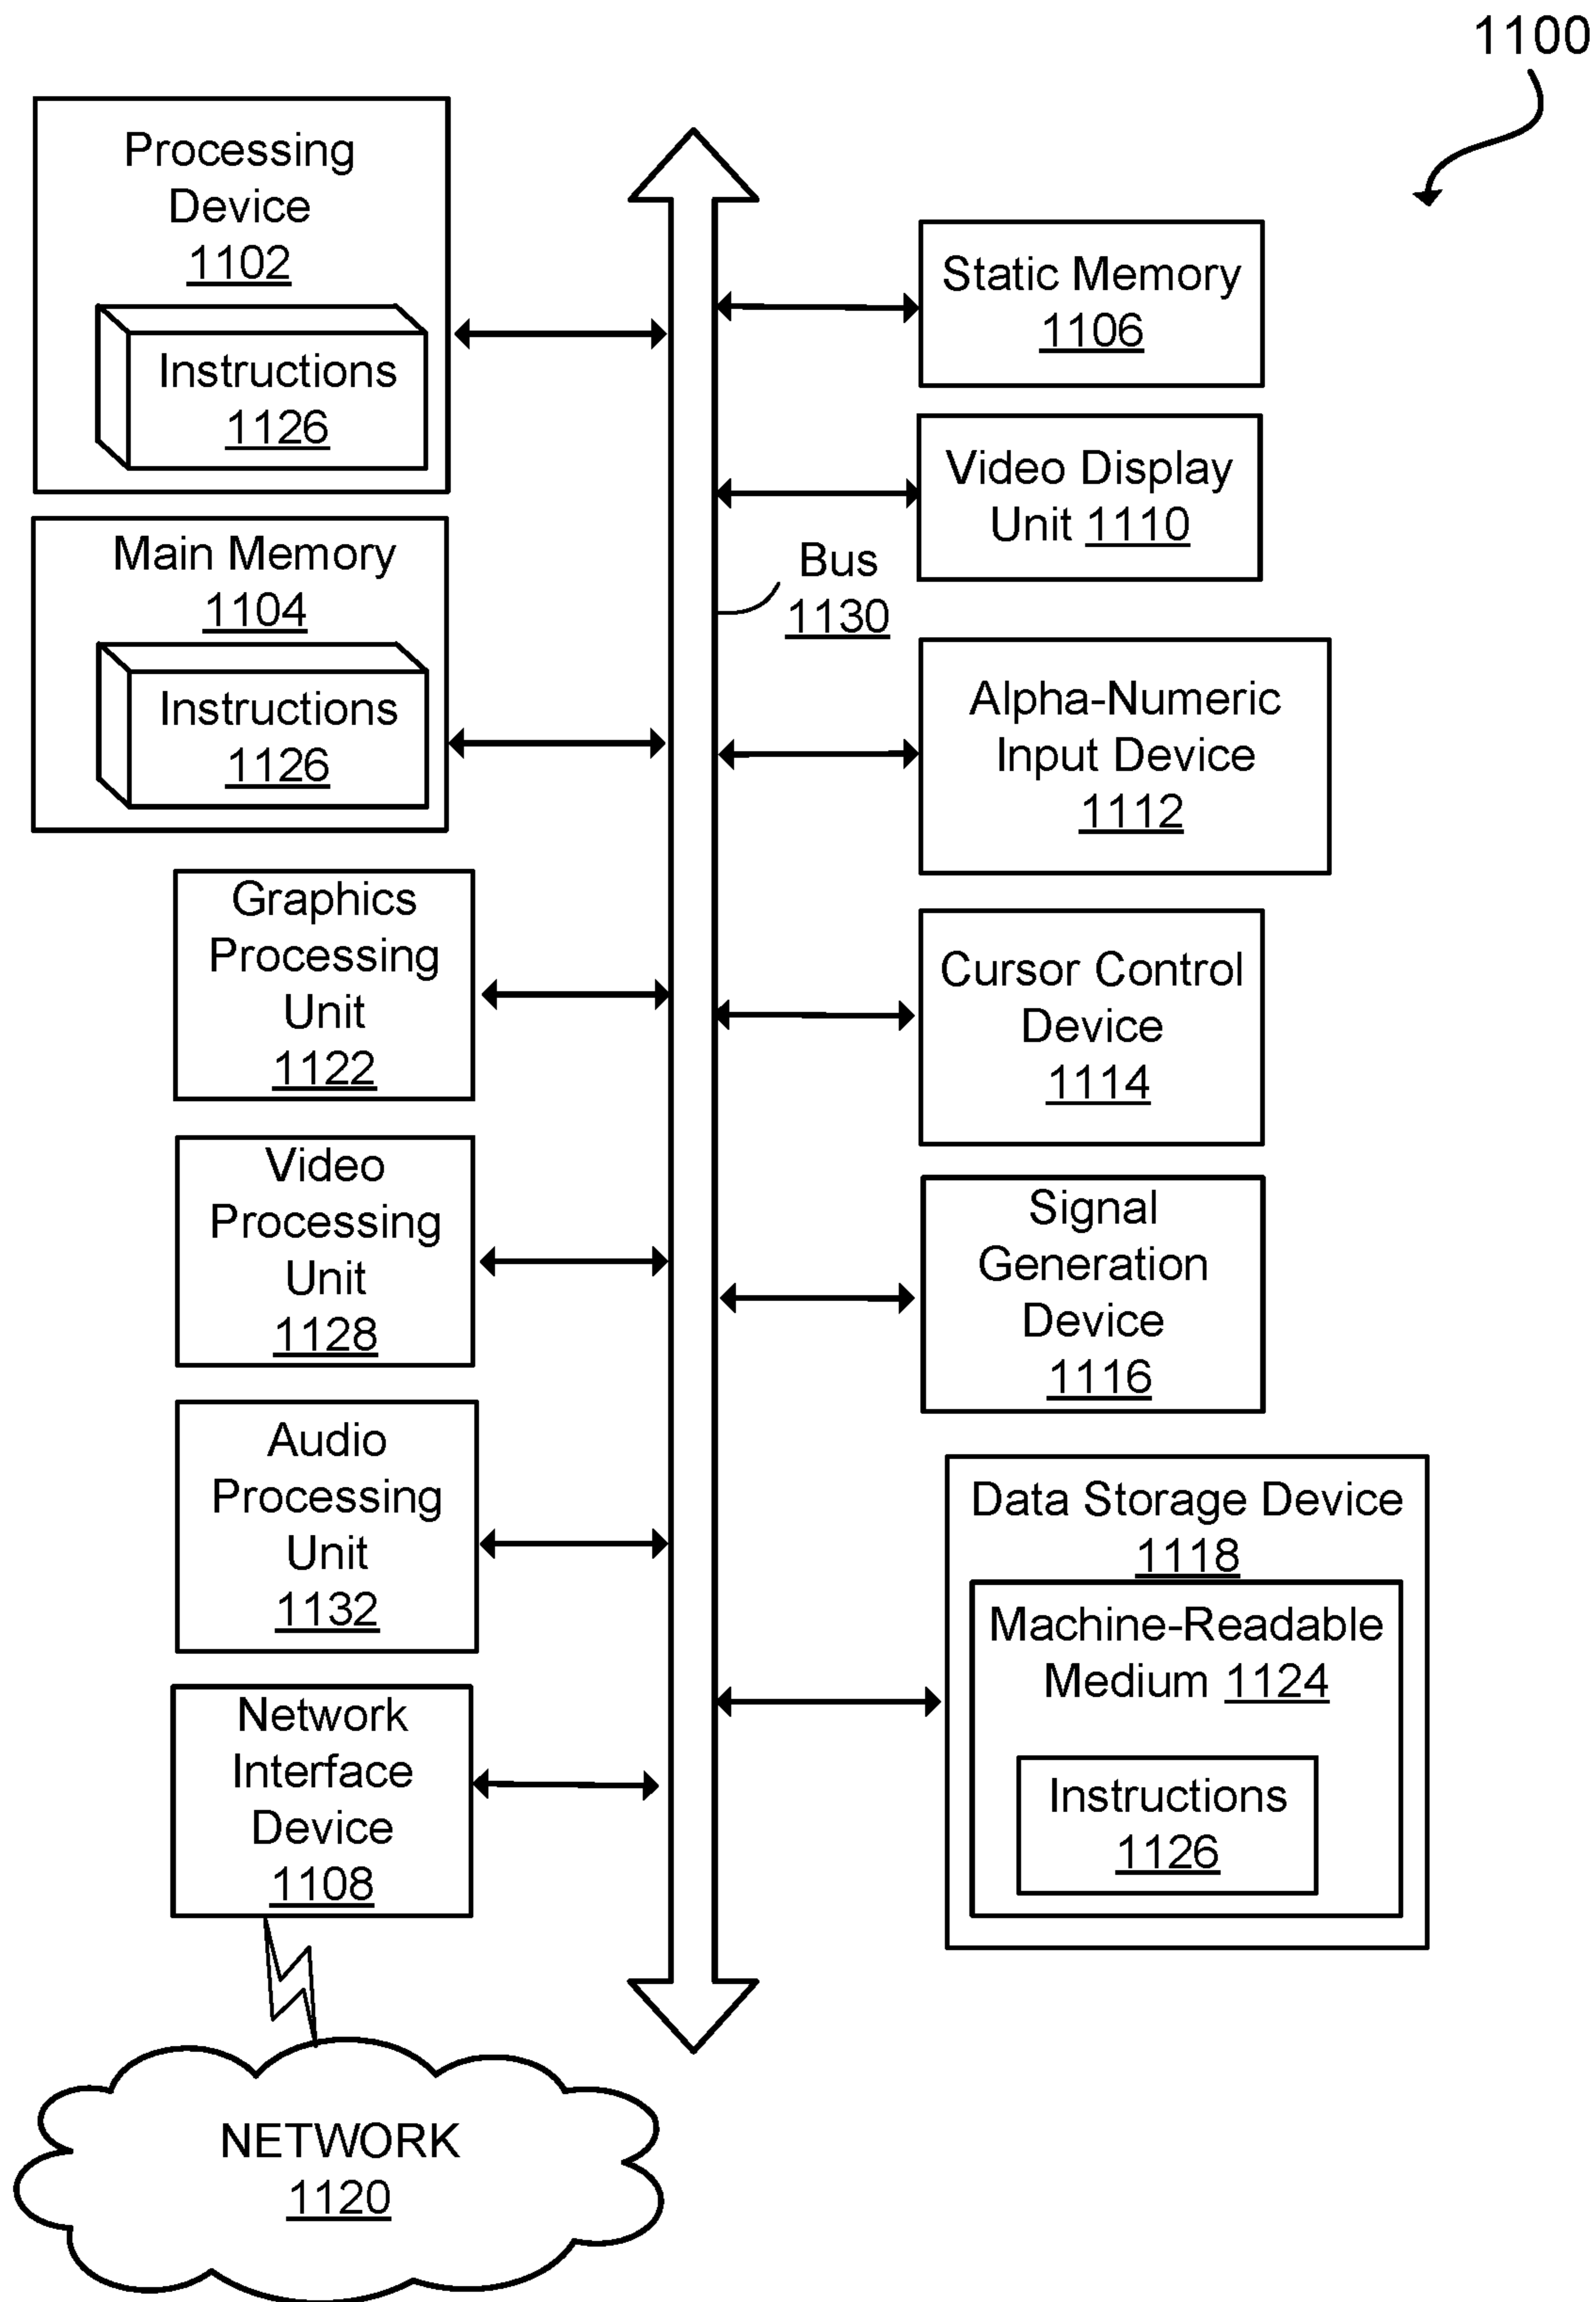 1100
Processing
Device
1102
Instructions
1126
Main Memory
1104
Instructions
1126
Graphics
Processing
Unit
1122
Video
Processing
Unit
1128
Audio
Processing
Unit
1132
Network
Interface
Device
1108
NETWORK
1120
Bus
1130
Static Memory
1106
Video Display
Unit 1110
Alpha-Numeric
Input Device
1112
Cursor Control
Device
1114
Signal
Generation
Device
1116
Data Storage Device
1118
Machine-Readable
Medium 1124
Instructions
1126